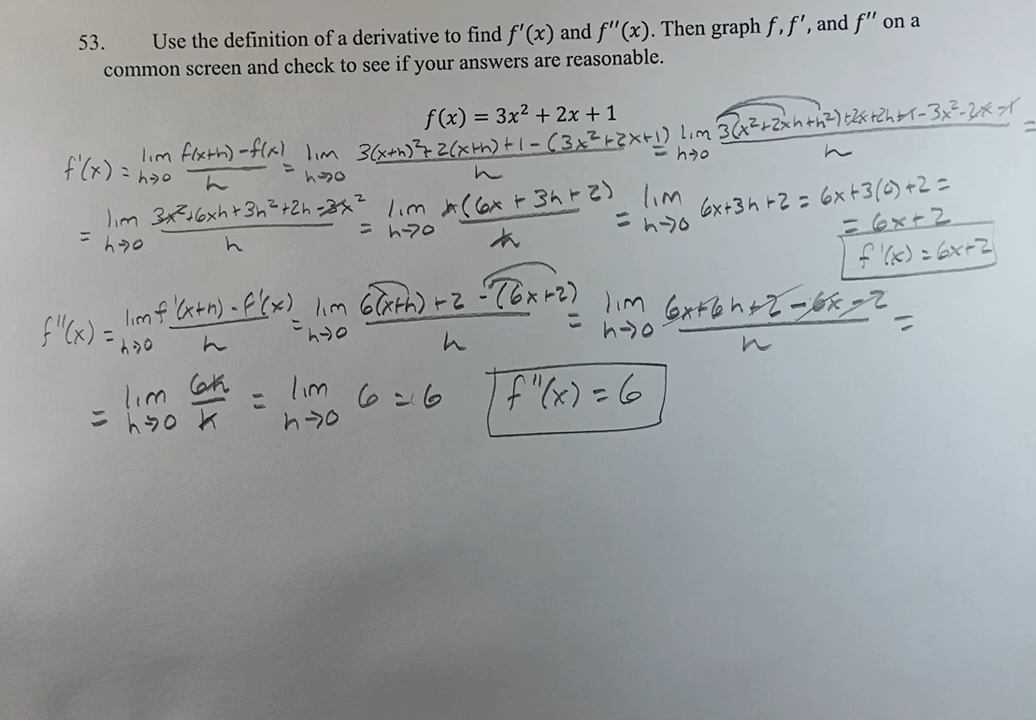 53. Use the definition of a derivative to find f′(x) and f″(x). Then graph f, f′, and f″ on a
common screen and check to see if your answers are reasonable.
f(x) = 3x² + 2x + 1
f'(x) = lim h→0 f(x+h) - f(x) / h = lim h→0 3(x+h)² + 2(x+h) + 1 - (3x² + 2x + 1) / h = lim h→0 3(x² + 2xh + h²) + 2x + 2h + 1 - 3x² - 2x - 1 / h =
= lim h→0 3x² + 6xh + 3h² + 2h - 3x² / h = lim h→0 h(6x + 3h + 2) / h = lim h→0 6x + 3h + 2 = 6x + 3(0) + 2 =
= 6x + 2
f'(x) = 6x + 2
f''(x) = lim h→0 f'(x+h) - f'(x) / h = lim h→0 6(x+h) + 2 - (6x + 2) / h = lim h→0 6x + 6h + 2 - 6x - 2 / h =
= lim h→0 6h / h = lim h→0 6 = 6 f''(x) = 6